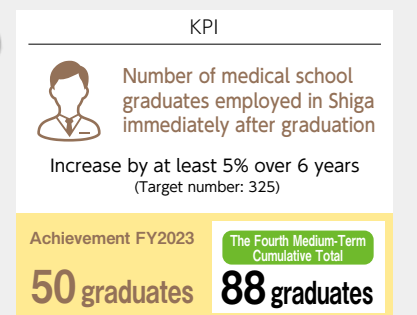 KPI
Number of medical school
graduates employed in Shiga
immediately after graduation
Increase by at least 5% over 6 years
(Target number: 325)
Achievement FY2023
50 graduates
The Fourth Medium-Term
Cumulative Total
88 graduates